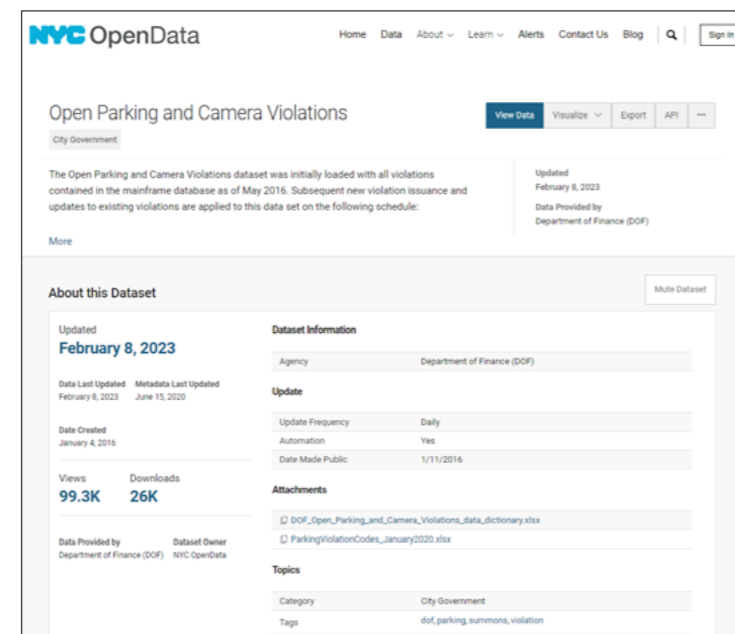 NYC OpenData
Home Data About Learn Alerts Contact Us Blog Sign In
Open Parking and Camera Violations
View Data Visualize Export API ...
City Government
The Open Parking and Camera Violations dataset was initially loaded with all violations
contained in the mainframe database as of May 2016. Subsequent new violation issuance and
updates to existing violations are applied to this data set on the following schedule:
More
Updated
February 8, 2023
Data Provided by
Department of Finance (DOF)
About this Dataset
Mute Dataset
Updated
February 8, 2023
Data Last Updated Metadata Last Updated
February 8, 2023 June 15, 2020
Date Created
January 4, 2016
Views Downloads
99.3K 26K
Data Provided by Dataset Owner
Department of Finance (DOF) NYC OpenData
Dataset Information
Agency Department of Finance (DOF)
Update
Update Frequency Daily
Automation Yes
Date Made Public 1/11/2016
Attachments
DOF_Open_Parking_and_Camera_Violations_data_dictionary.xlsx
ParkingViolationCodes_January2020.xlsx
Topics
Category City Government
Tags dof, parking, summons, violation